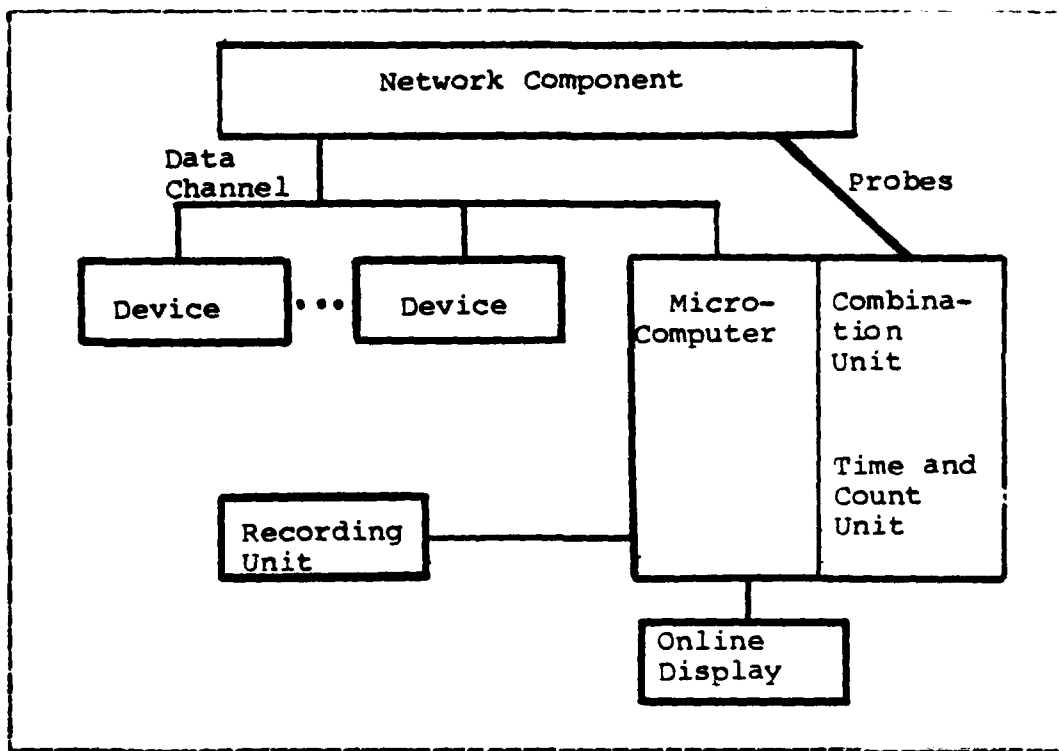 Network Component
Data
Channel
Probes
Device
...
Device
Micro-
Computer
Combina-
tion
Unit
Time and
Count
Unit
Recording
Unit
Online
Display